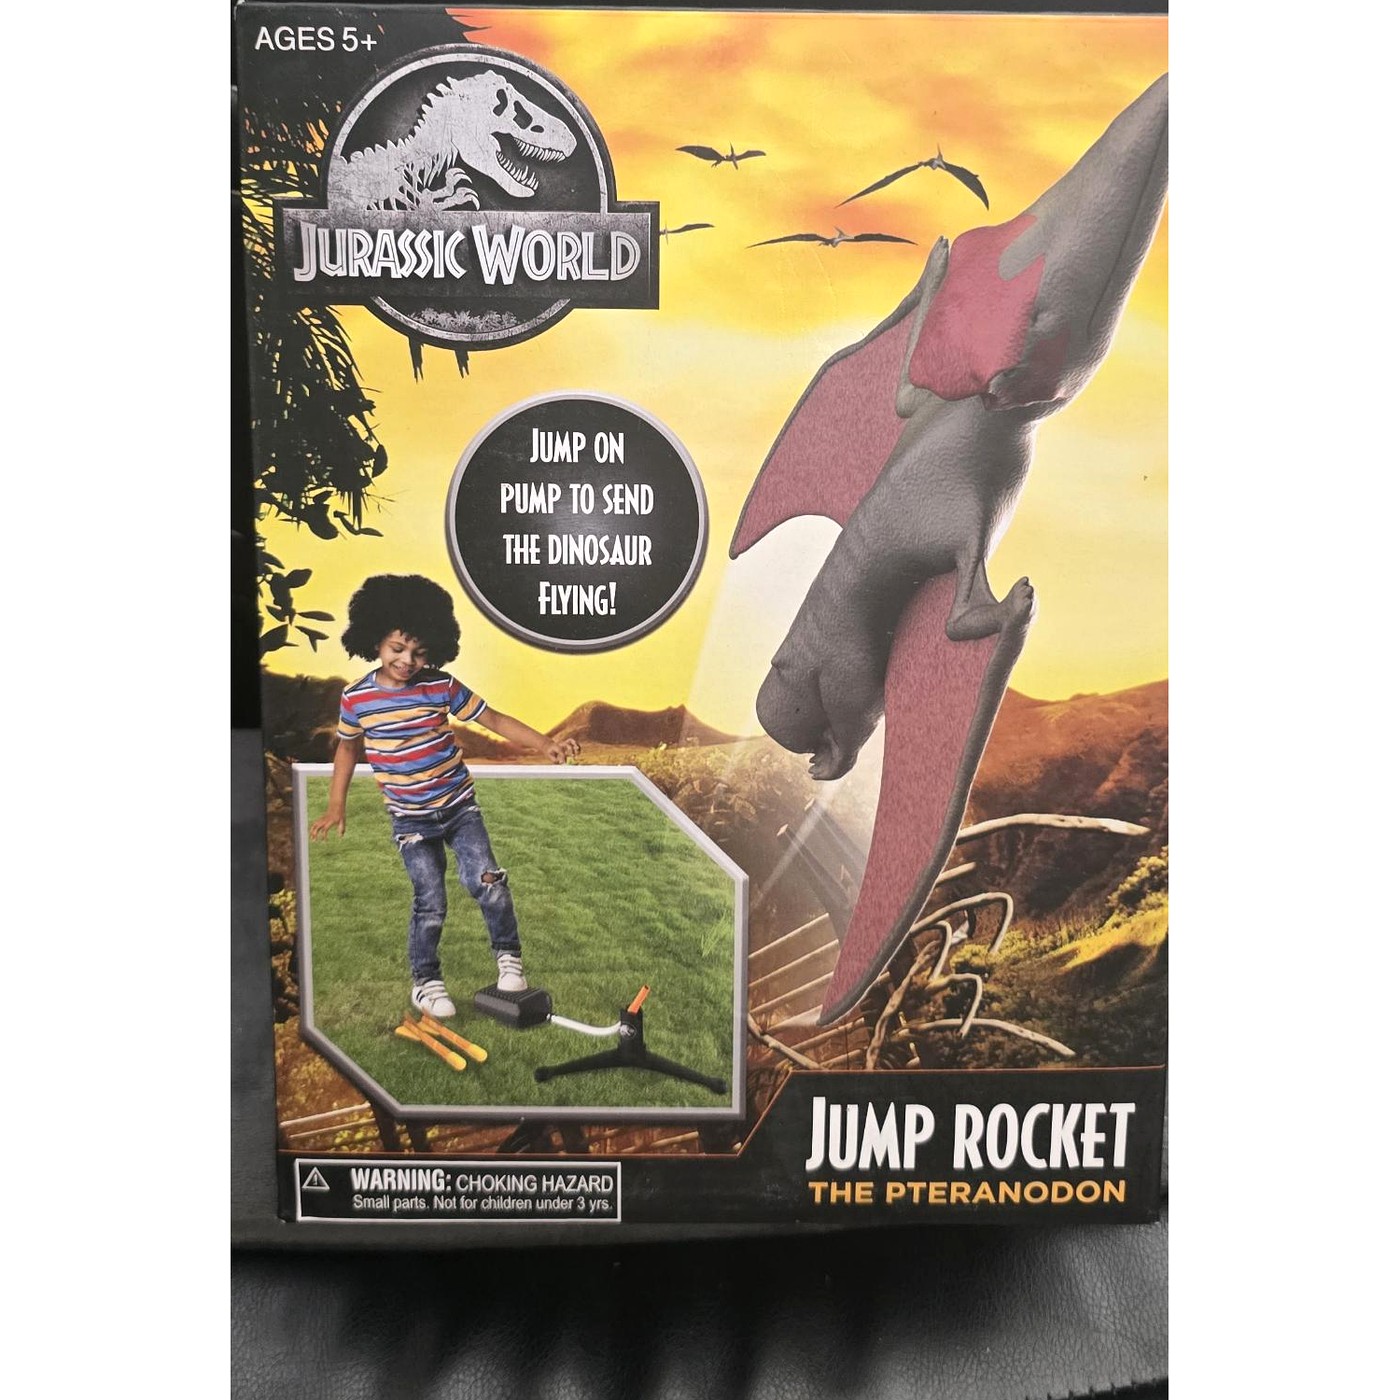 AGES 5+
JURASSIC WORLD
JUMP ON
PUMP TO SEND
THE DINOSAUR
FLYING!
JUMP ROCKET
THE PTERANODON
WARNING: CHOKING HAZARD
Small parts. Not for children under 3 yrs.